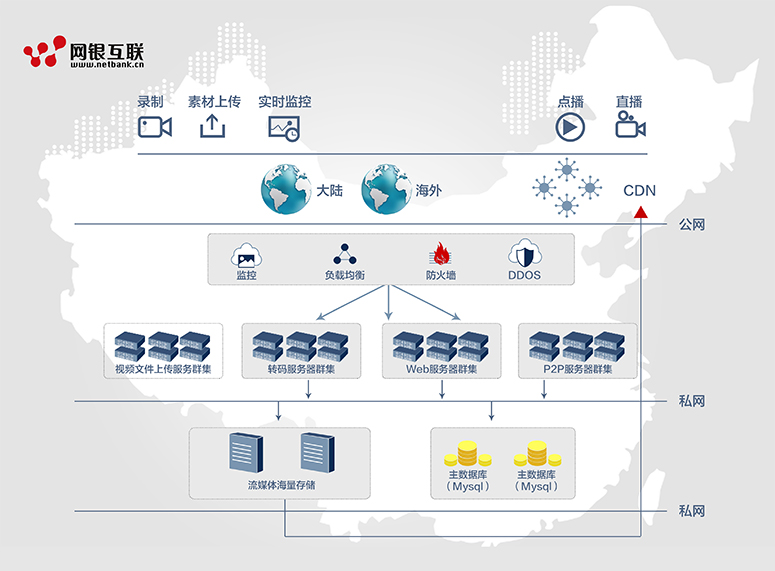 网银互联
www.netbank.cn
录制
素材上传
实时监控
点播
直播
大陆
海外
CDN
公网
监控
负载均衡
防火墙
DDOS
视频文件上传服务群集
转码服务器群集
Web服务器群集
P2P服务器群集
私网
流媒体海量存储
主数据库
（Mysql）
主数据库
（Mysql）
私网